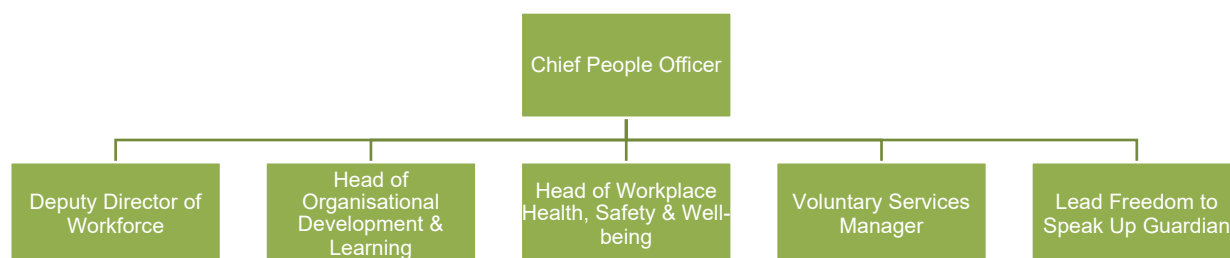 Chief People Officer
Deputy Director of
Workforce
Head of
Organisational
Development &
Learning
Head of Workplace
Health, Safety & Well-
being
Voluntary Services
Manager
Lead Freedom to
Speak Up Guardian